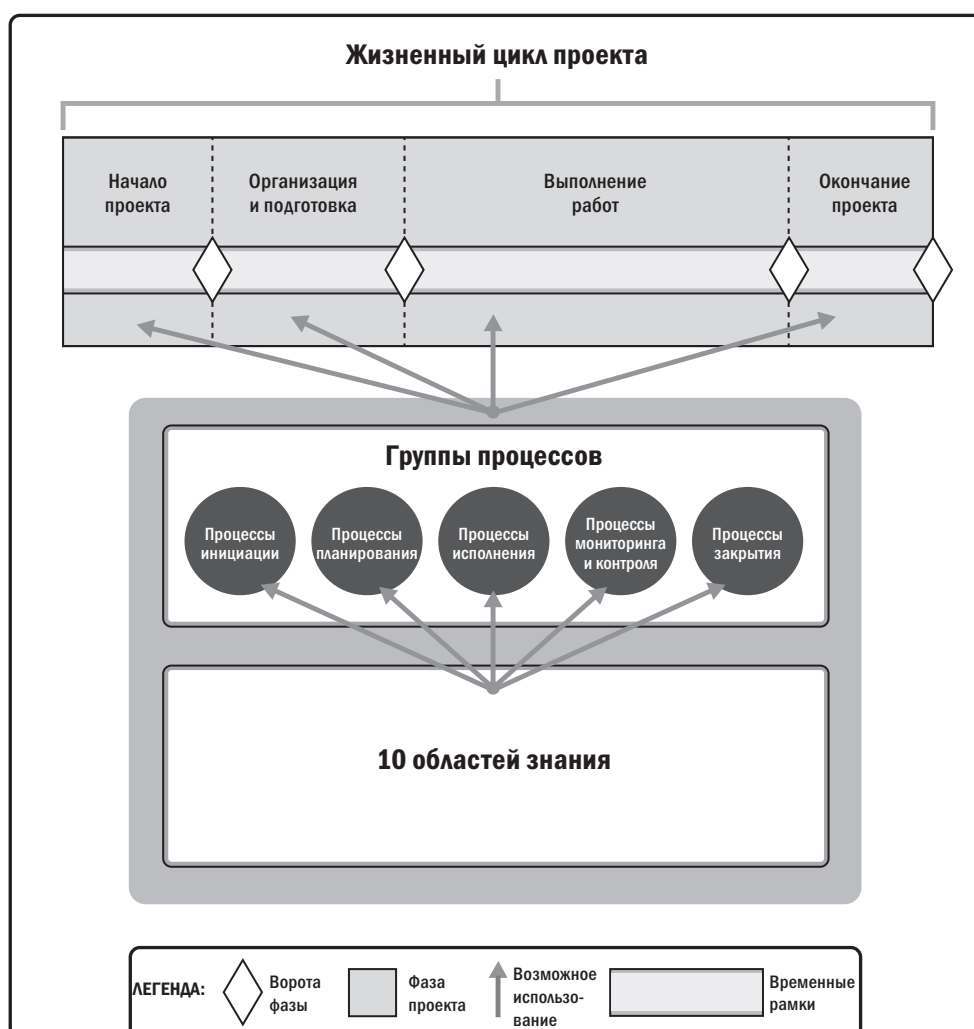 Жизненный цикл проекта
Начало
проекта
Организация
и подготовка
Выполнение
работ
Окончание
проекта
Группы процессов
Процессы
инициации
Процессы
планирования
Процессы
исполнения
Процессы
мониторинга
и контроля
Процессы
закрытия
10 областей знания
ЛЕГЕНДА:
Ворота
фазы
Фаза
проекта
Возможное
использо-
вание
Временные
рамки